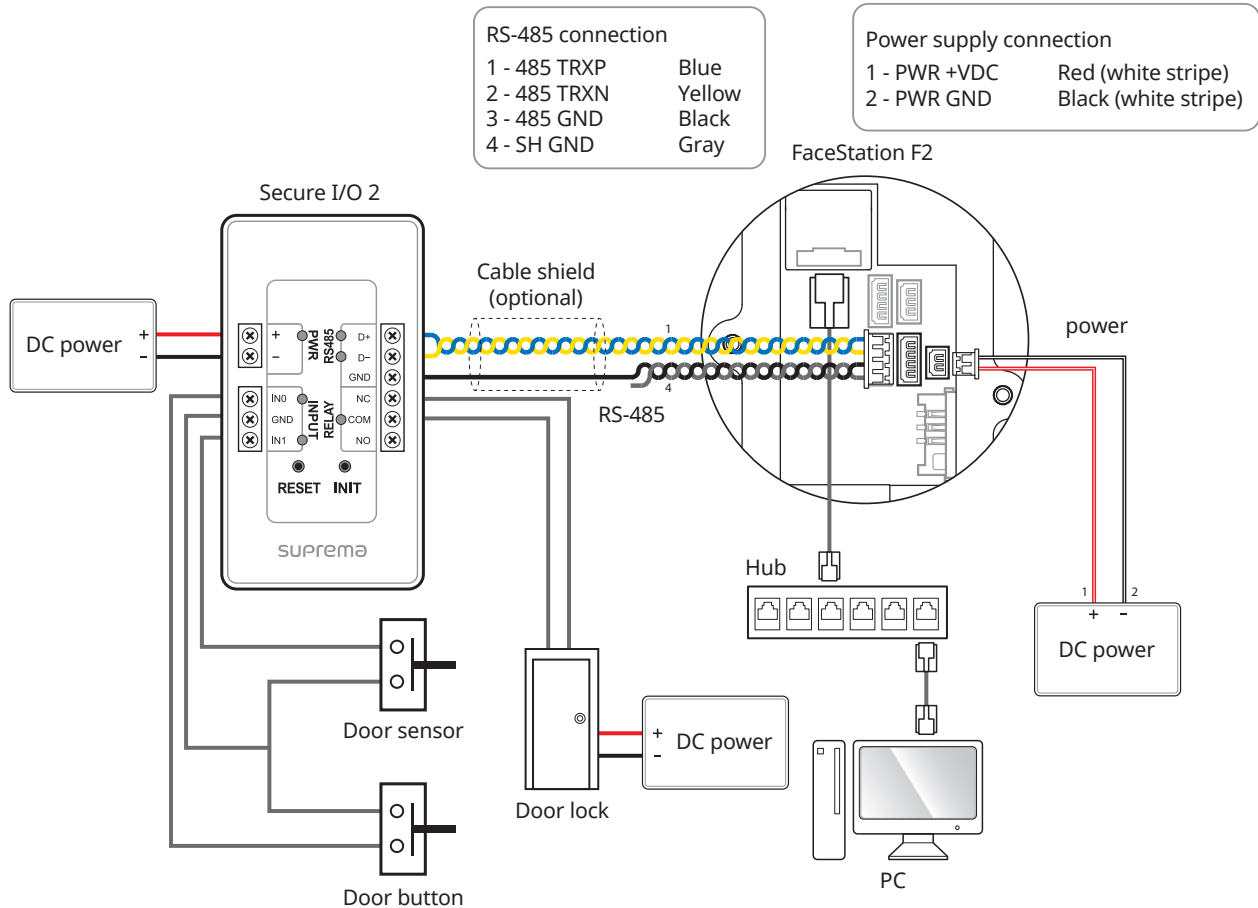 RS-485 connection
1 - 485 TRXP Blue
2 - 485 TRXN Yellow
3 - 485 GND Black
4 - SH GND Gray
Power supply connection
1 - PWR +VDC Red (white stripe)
2 - PWR GND Black (white stripe)
FaceStation F2
Secure I/O 2
Cable shield
(optional)
DC power
+
−
+
−
PWR
RS485
D+
D−
GND
IN0
GND
IN1
INPUT
RELAY
NC
COM
NO
RESET INIT
suprema
1
4
RS-485
power
Hub
1 2
+ −
DC power
Door sensor
Door button
Door lock
+
−
DC power
PC